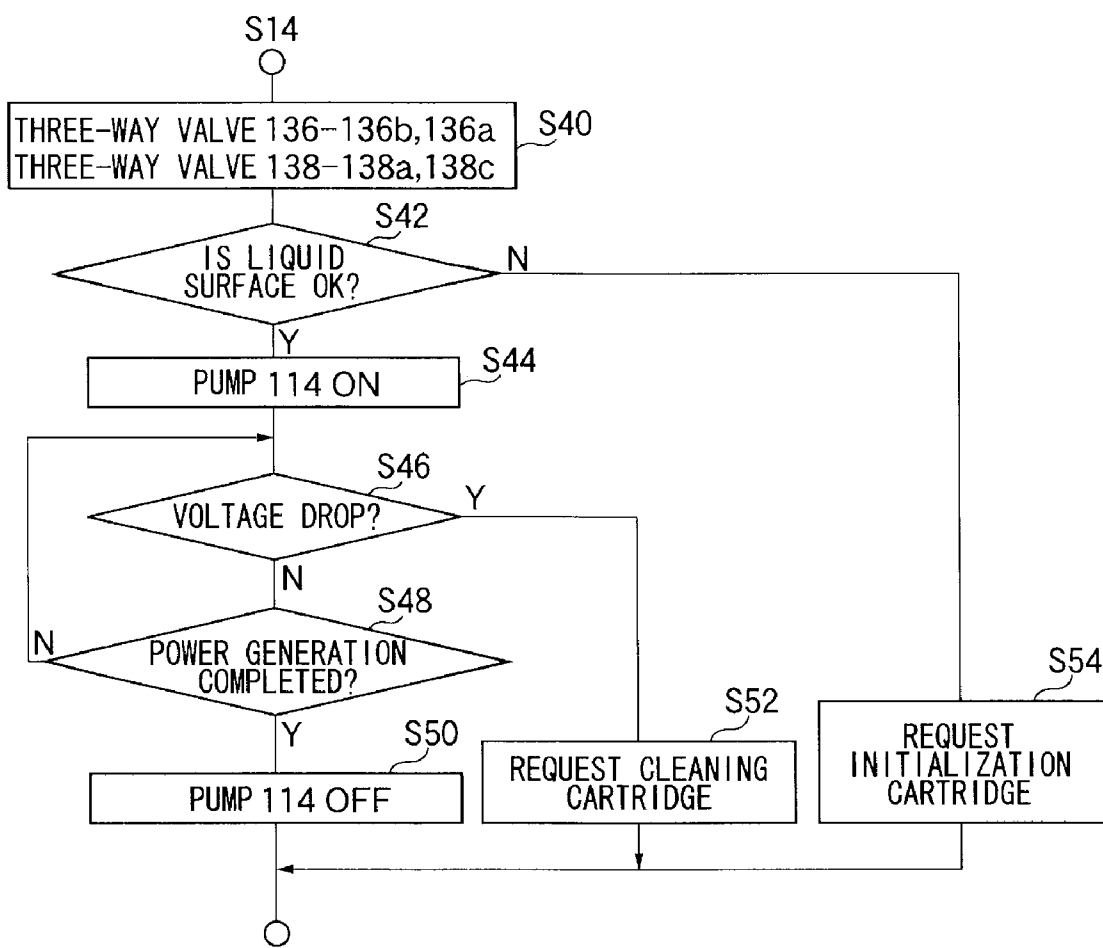 S14
THREE-WAY VALVE 136-136b,136a
THREE-WAY VALVE 138-138a,138c
S40
S42
IS LIQUID
SURFACE OK?
N
Y
PUMP 114 ON
S44
S46
VOLTAGE DROP?
Y
N
S48
N
POWER GENERATION
COMPLETED?
Y
S50
PUMP 114 OFF
S52
REQUEST CLEANING
CARTRIDGE
S54
REQUEST
INITIALIZATION
CARTRIDGE